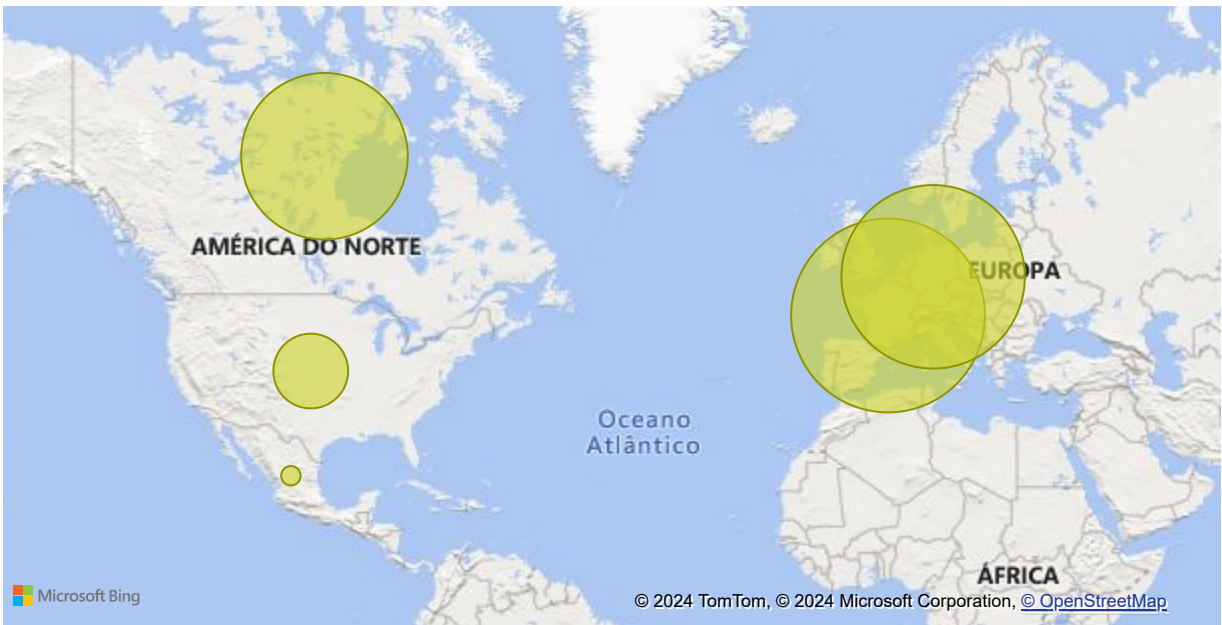 AMÉRICA DO NORTE
EUROPA
Oceano
Atlântico
ÁFRICA
Microsoft Bing
© 2024 TomTom, © 2024 Microsoft Corporation, © OpenStreetMap